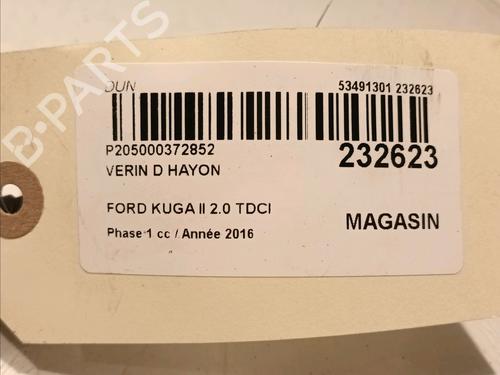 OUN
53491301 232623
P205000372852
232623
VERIN D HAYON
FORD KUGA II 2.0 TDCI
MAGASIN
Phase 1 cc / Année 2016
B-PARTS